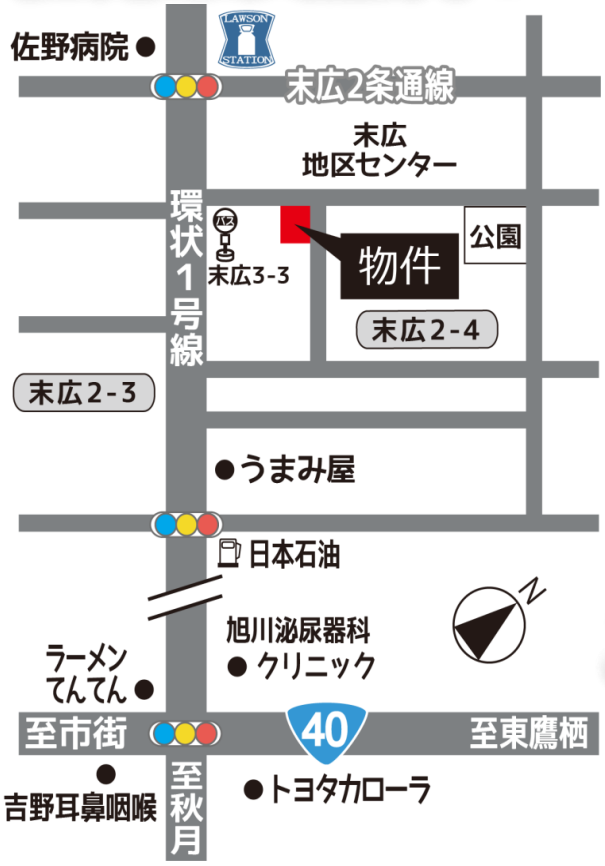 LAWSON
STATION
佐野病院
末広2条通線
末広
地区センター
環状1号線
バス
末広3-3
物件
公園
末広2-4
末広2-3
うまみ屋
日本石油
N
旭川泌尿器科
クリニック
ラーメン
てんてん
至市街
40
至東鷹栖
吉野耳鼻咽喉
至秋月
トヨタカローラ